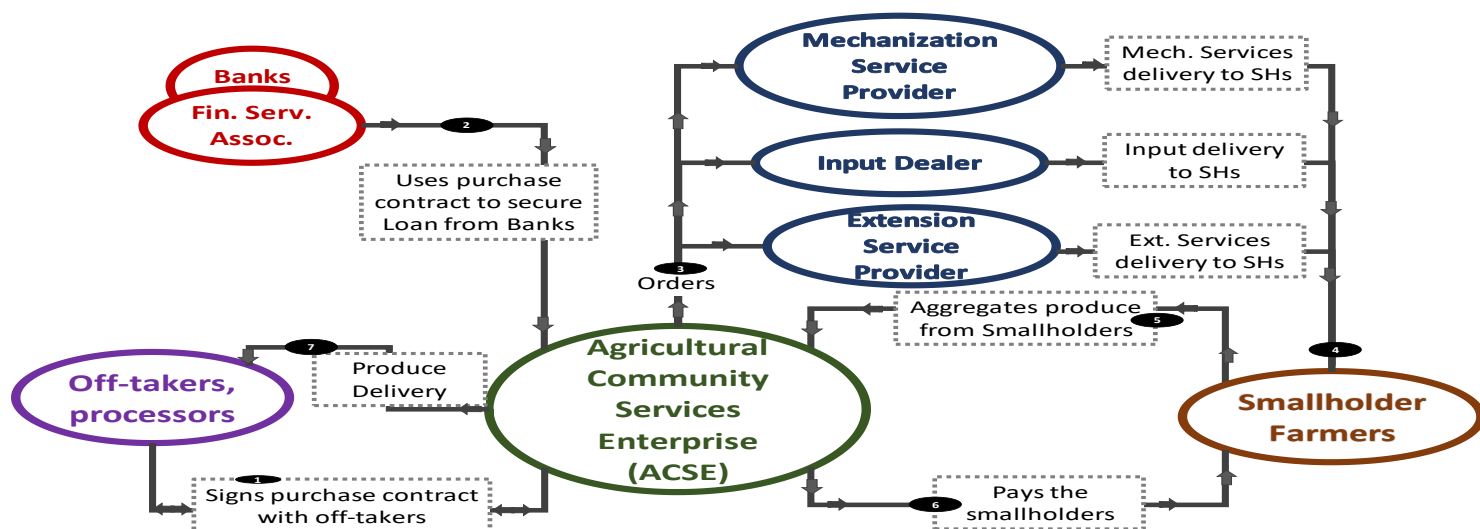 Banks
Fin. Serv.
Assoc.
2
Uses purchase
contract to secure
Loan from Banks
Mechanization
Service
Provider
Mech. Services
delivery to SHs
Input Dealer
Input delivery
to SHs
Extension
Service
Provider
Ext. Services
delivery to SHs
3
Orders
Aggregates produce
from Smallholders
5
4
7
Produce
Delivery
Off-takers,
processors
Agricultural
Community
Services
Enterprise
(ACSE)
Smallholder
Farmers
1
Signs purchase contract
with off-takers
6
Pays the
smallholders